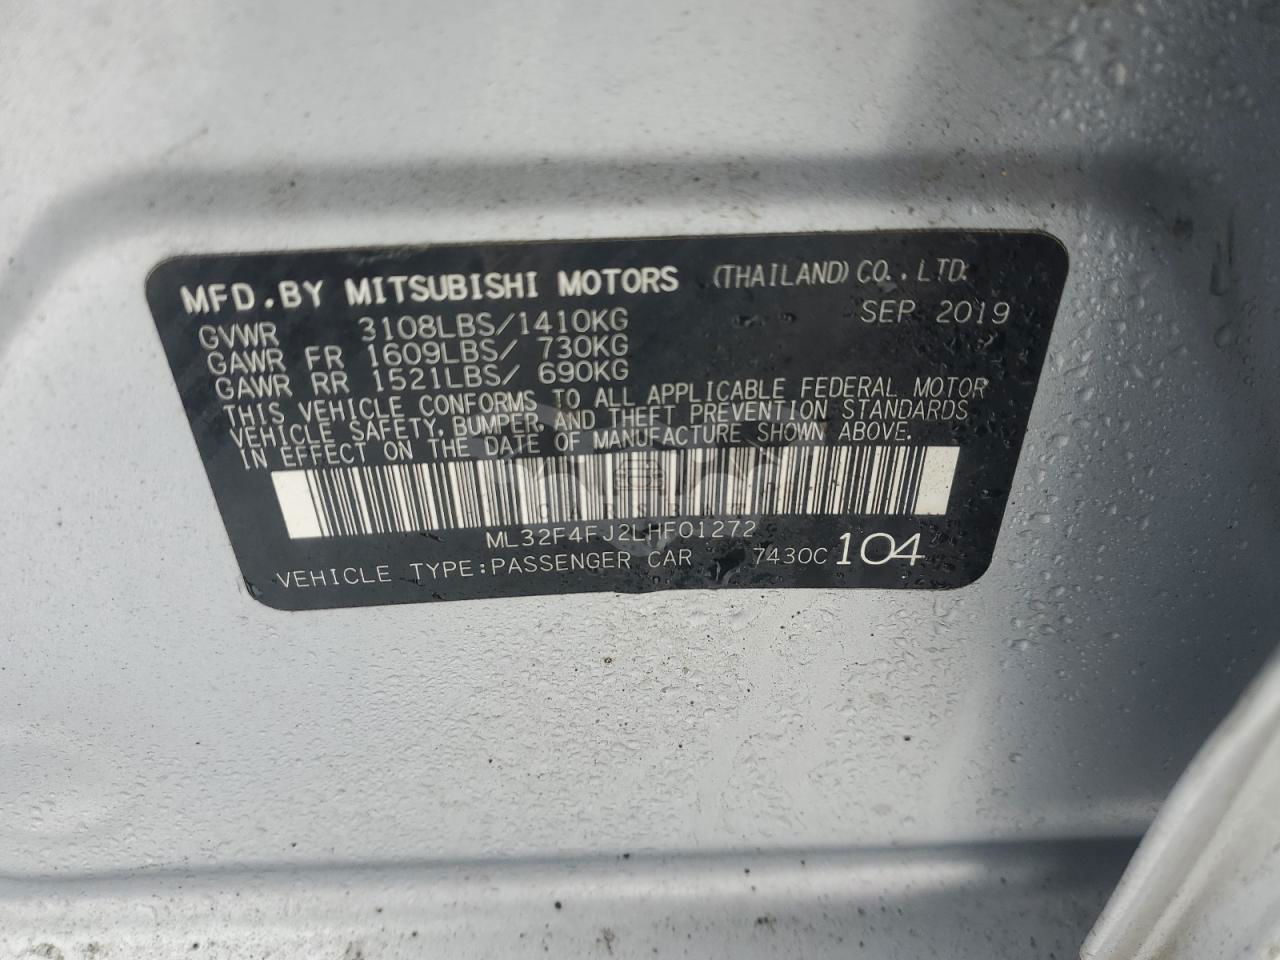 MFD.BY MITSUBISHI MOTORS (THAILAND) CO., LTD.
SEP 2019
GVWR 3108LBS/1410KG
GAWR FR 1609LBS/ 730KG
GAWR RR 1521LBS/ 690KG
THIS VEHICLE CONFORMS TO ALL APPLICABLE FEDERAL MOTOR
VEHICLE SAFETY, BUMPER, AND THEFT PREVENTION STANDARDS
IN EFFECT ON THE DATE OF MANUFACTURE SHOWN ABOVE.
ML32F4FJ2LHF01272
VEHICLE TYPE:PASSENGER CAR 7430C 104